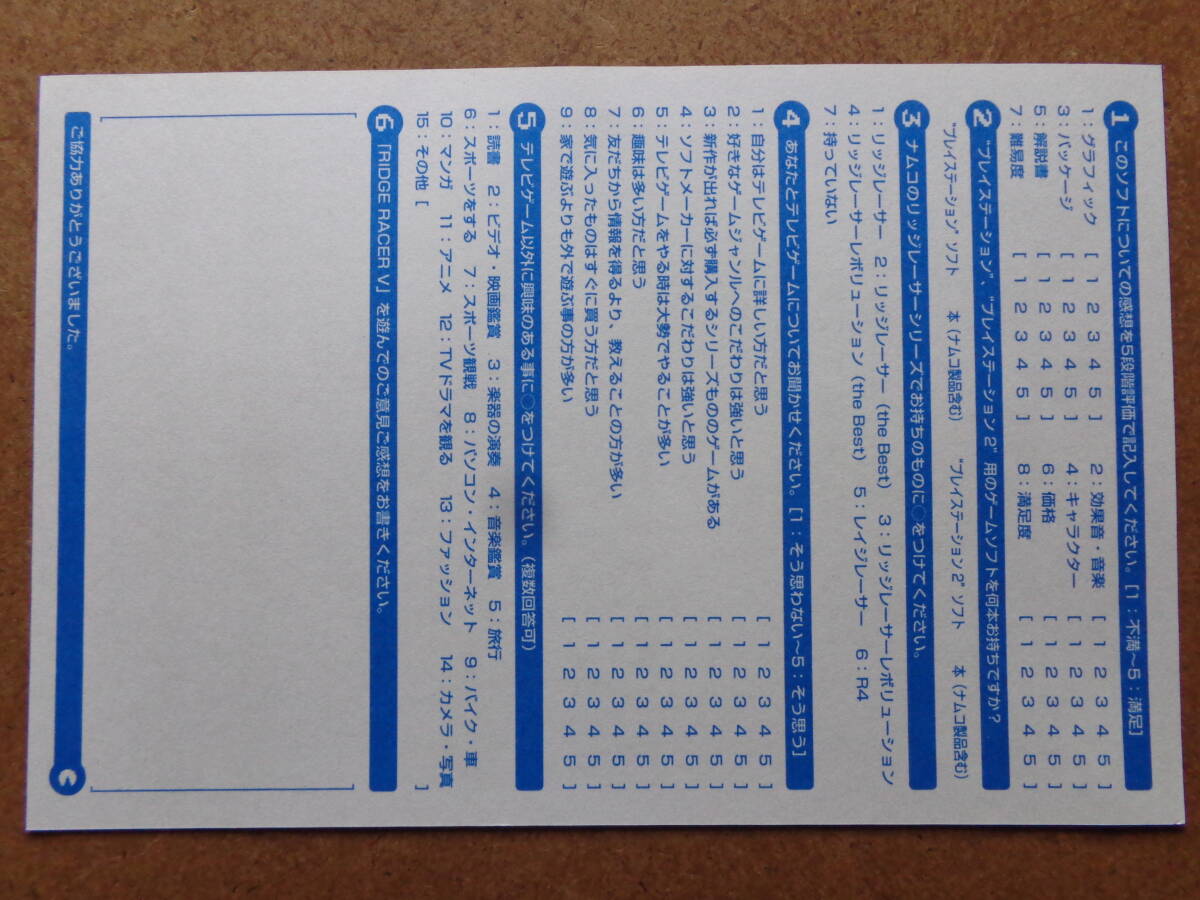 1 このソフトについての感想を5段階評価で記入してください。[1：不満～5：満足]
1：グラフィック [ 1 2 3 4 5 ] 2：効果音・音楽 [ 1 2 3 4 5 ]
3：パッケージ [ 1 2 3 4 5 ] 4：キャラクター [ 1 2 3 4 5 ]
5：解説書 [ 1 2 3 4 5 ] 6：価格 [ 1 2 3 4 5 ]
7：難易度 [ 1 2 3 4 5 ] 8：満足度 [ 1 2 3 4 5 ]
2 “プレイステーション”、“プレイステーション 2”用のゲームソフトを何本お持ちですか？
“プレイステーション”ソフト 本（ナムコ製品含む） “プレイステーション 2”ソフト 本（ナムコ製品含む）
3 ナムコのリッジレーサーシリーズでお持ちのものに○をつけてください。
1：リッジレーサー 2：リッジレーサー（the Best） 3：リッジレーサーレボリューション
4：リッジレーサーレボリューション（the Best） 5：レイジレーサー 6：R4
7：持っていない
4 あなたとテレビゲームについてお聞かせください。[1：そう思わない～5：そう思う]
1：自分はテレビゲームに詳しい方だと思う [ 1 2 3 4 5 ]
2：好きなゲームジャンルへのこだわりは強いと思う [ 1 2 3 4 5 ]
3：新作が出れば必ず購入するシリーズもののゲームがある [ 1 2 3 4 5 ]
4：ソフトメーカーに対するこだわりは強いと思う [ 1 2 3 4 5 ]
5：テレビゲームをやる時は大勢でやることが多い [ 1 2 3 4 5 ]
6：趣味は多い方だと思う [ 1 2 3 4 5 ]
7：友だちから情報を得るより、教えることの方が多い [ 1 2 3 4 5 ]
8：気に入ったものはすぐに買う方だと思う [ 1 2 3 4 5 ]
9：家で遊ぶよりも外で遊ぶ事の方が多い [ 1 2 3 4 5 ]
5 テレビゲーム以外に興味のある事に○をつけてください。（複数回答可）
1：読書 2：ビデオ・映画鑑賞 3：楽器の演奏 4：音楽鑑賞 5：旅行
6：スポーツをする 7：スポーツ観戦 8：パソコン・インターネット 9：バイク・車
10：マンガ 11：アニメ 12：TVドラマを観る 13：ファッション 14：カメラ・写真
15：その他 [ ]
6 「RIDGE RACER V」を遊んでのご意見ご感想をお書きください。
ご協力ありがとうございました。